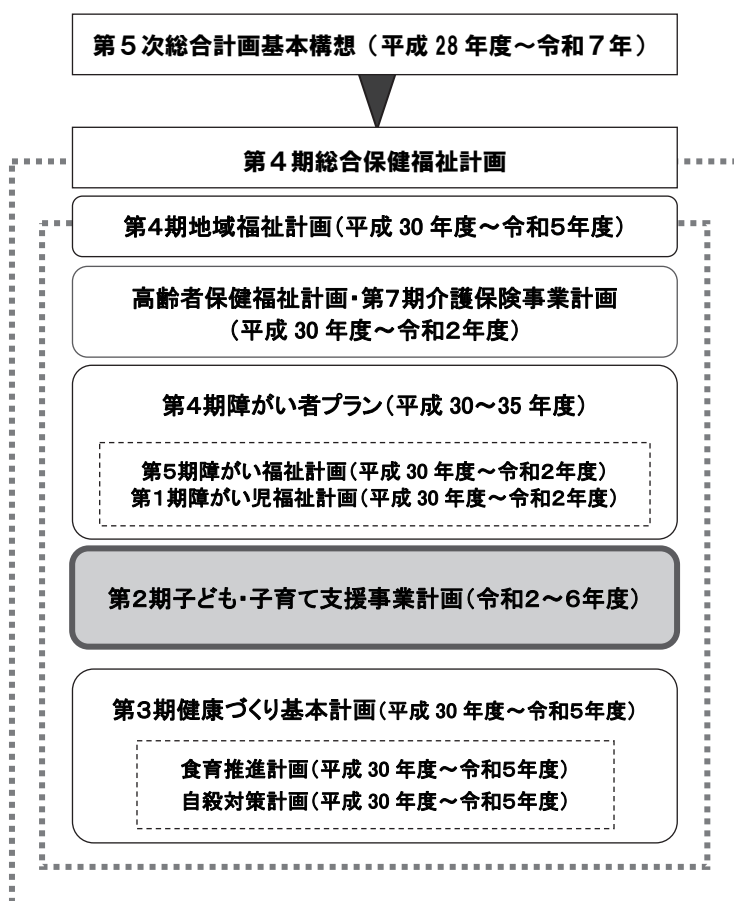 第５次総合計画基本構想（平成 28 年度～令和７年）
第４期総合保健福祉計画
第４期地域福祉計画（平成 30 年度～令和５年度）
高齢者保健福祉計画・第７期介護保険事業計画
（平成 30 年度～令和２年度）
第４期障がい者プラン（平成 30～35 年度）
第５期障がい福祉計画（平成 30 年度～令和２年度）
第１期障がい児福祉計画（平成 30 年度～令和２年度）
第２期子ども・子育て支援事業計画（令和２～６年度）
第３期健康づくり基本計画（平成 30 年度～令和５年度）
食育推進計画（平成 30 年度～令和５年度）
自殺対策計画（平成 30 年度～令和５年度）